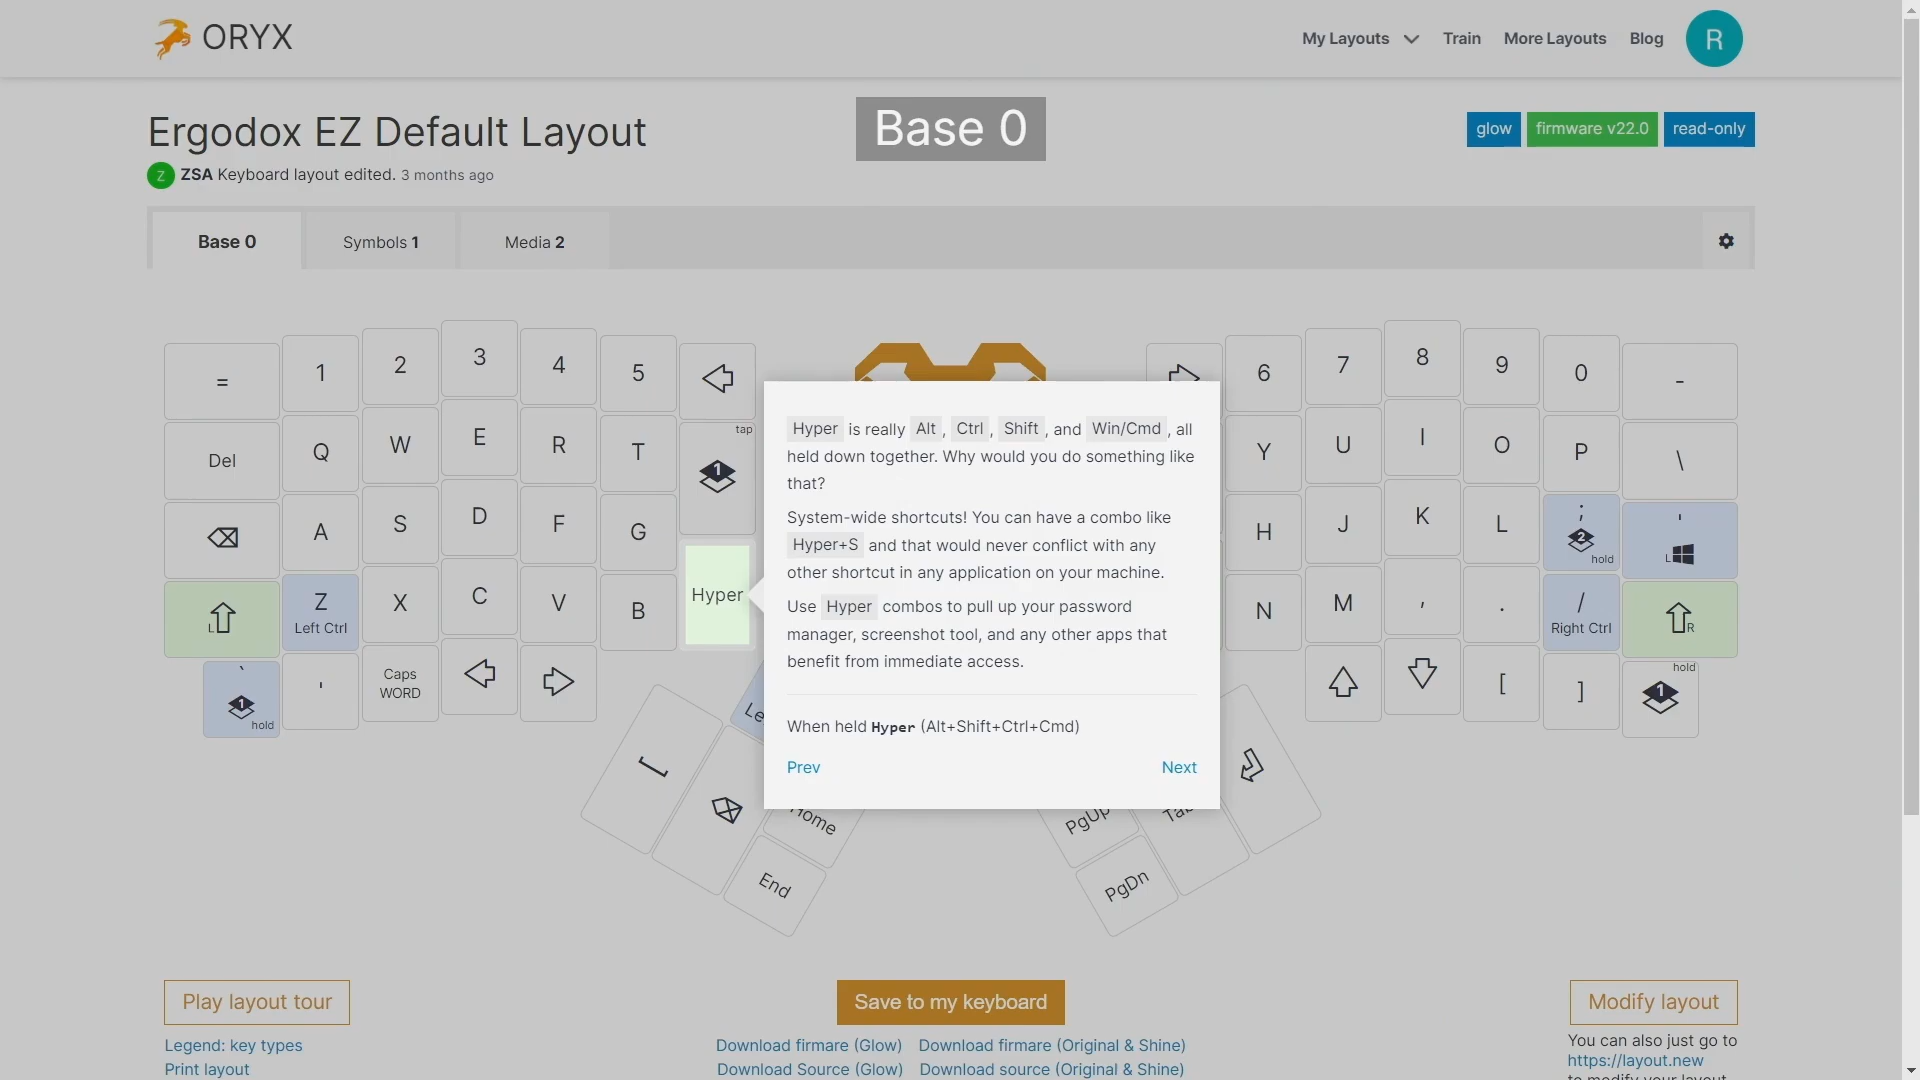 ORYX
My Layouts
Train
More Layouts
Blog
R
Ergodox EZ Default Layout
Base 0
glow
firmware v22.0
read-only
Z
ZSA Keyboard layout edited. 3 months ago
Base 0
Symbols 1
Media 2
=
1
2
3
4
5
6
7
8
9
0
-
Del
Q
W
E
R
T
tap
1
Y
U
I
O
P
\
A
S
D
F
G
H
J
K
L
;
2
hold
'
L
L
Z
Left Ctrl
X
C
V
B
Hyper
N
M
,
.
/
Right Ctrl
R
`
1
hold
'
Caps
WORD
[
]
hold
1
Hyper is really Alt , Ctrl , Shift , and Win/Cmd , all
held down together. Why would you do something like
that?
System-wide shortcuts! You can have a combo like
Hyper+S and that would never conflict with any
other shortcut in any application on your machine.
Use Hyper combos to pull up your password
manager, screenshot tool, and any other apps that
benefit from immediate access.
When held Hyper (Alt+Shift+Ctrl+Cmd)
Prev
Next
Home
End
PgUp
PgDn
Play layout tour
Save to my keyboard
Modify layout
Legend: key types
Download firmare (Glow)
Download firmare (Original & Shine)
You can also just go to
Print layout
Download Source (Glow)
Download source (Original & Shine)
https://layout.new
to modify your layout